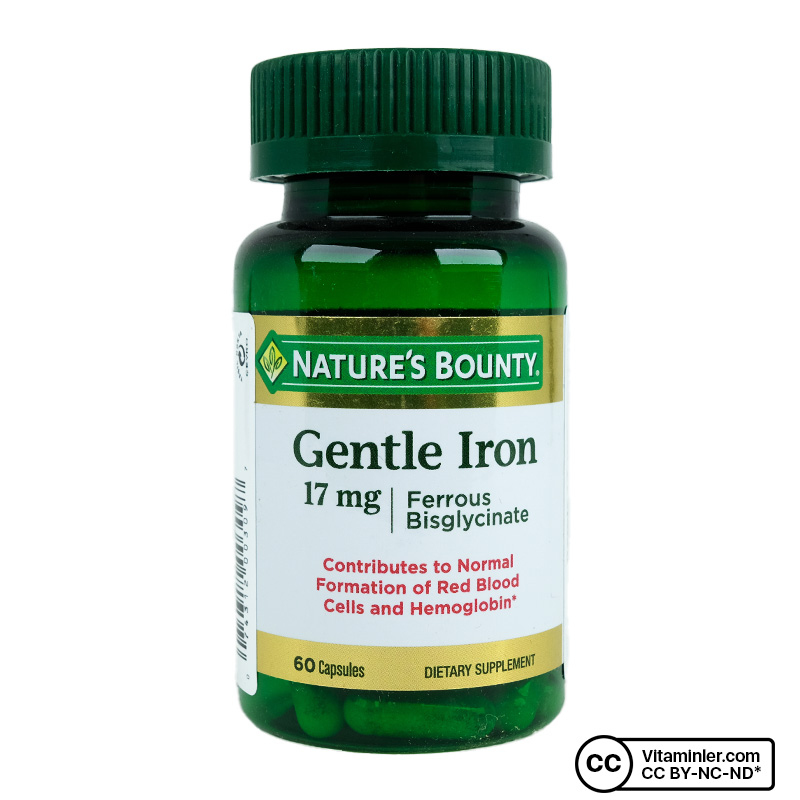 NATURE'S BOUNTY®
Gentle Iron
17 mg
Ferrous
Bisglycinate
Contributes to Normal
Formation of Red Blood
Cells and Hemoglobin*
60 Capsules
DIETARY SUPPLEMENT
cc
Vitaminler.com
CC BY-NC-ND*